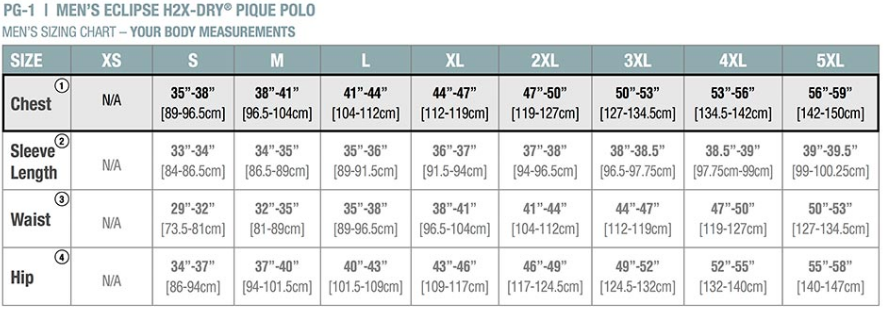 PG-1 | MEN'S ECLIPSE H2X-DRY® PIQUE POLO
MEN'S SIZING CHART – YOUR BODY MEASUREMENTS
SIZE XS S M L XL 2XL 3XL 4XL 5XL
Chest ① N/A 35”-38” 38”-41” 41”-44” 44”-47” 47”-50” 50”-53” 53”-56” 56”-59”
[89-96.5cm] [96.5-104cm] [104-112cm] [112-119cm] [119-127cm] [127-134.5cm] [134.5-142cm] [142-150cm]
Sleeve ② 33”-34” 34”-35” 35”-36” 36”-37” 37”-38” 38”-38.5” 38.5”-39” 39”-39.5”
Length N/A [84-86.5cm] [86.5-89cm] [89-91.5cm] [91.5-94cm] [94-96.5cm] [96.5-97.75cm] [97.75cm-99cm] [99-100.25cm]
Waist ③ N/A 29”-32” 32”-35” 35”-38” 38”-41” 41”-44” 44”-47” 47”-50” 50”-53”
[73.5-81cm] [81-89cm] [89-96.5cm] [96.5-104cm] [104-112cm] [112-119cm] [119-127cm] [127-134.5cm]
Hip ④ N/A 34”-37” 37”-40” 40”-43” 43”-46” 46”-49” 49”-52” 52”-55” 55”-58”
[86-94cm] [94-101.5cm] [101.5-109cm] [109-117cm] [117-124.5cm] [124.5-132cm] [132-140cm] [140-147cm]